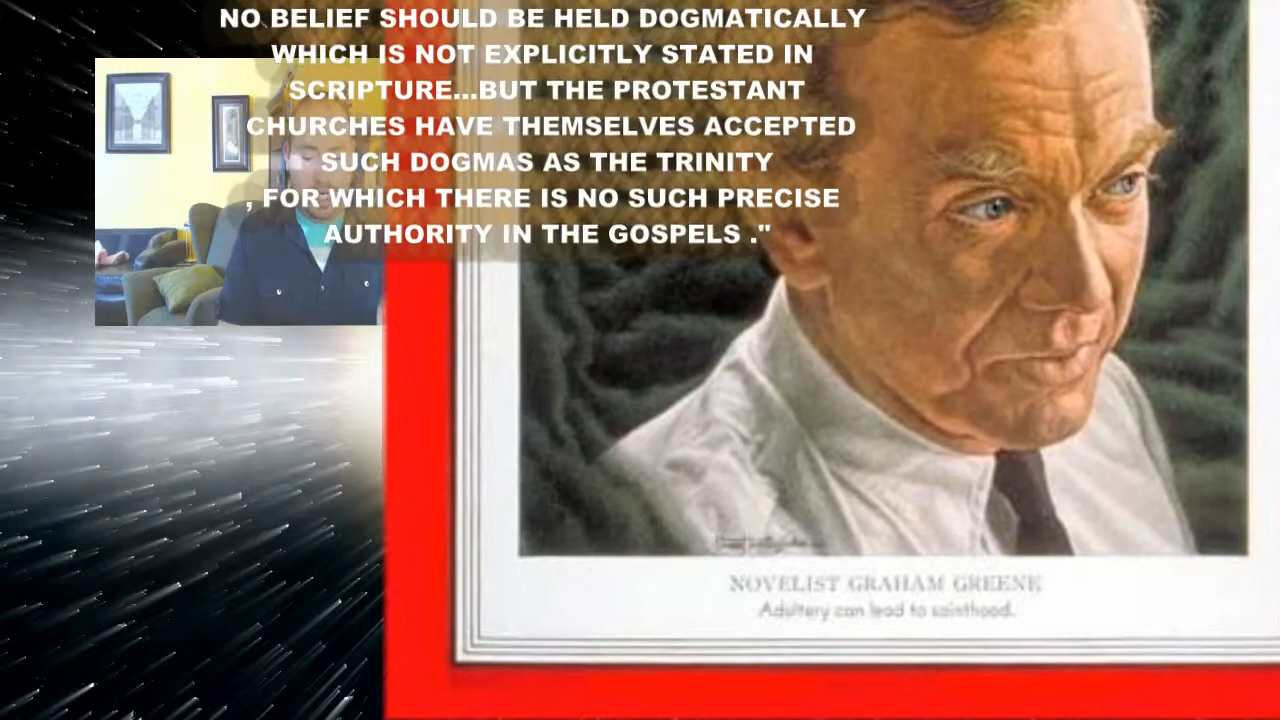 NO BELIEF SHOULD BE HELD DOGMATICALLY
WHICH IS NOT EXPLICITLY STATED IN
SCRIPTURE...BUT THE PROTESTANT
CHURCHES HAVE THEMSELVES ACCEPTED
SUCH DOGMAS AS THE TRINITY
, FOR WHICH THERE IS NO SUCH PRECISE
AUTHORITY IN THE GOSPELS ."
NOVELIST GRAHAM GREENE
Adultery can lead to sainthood.